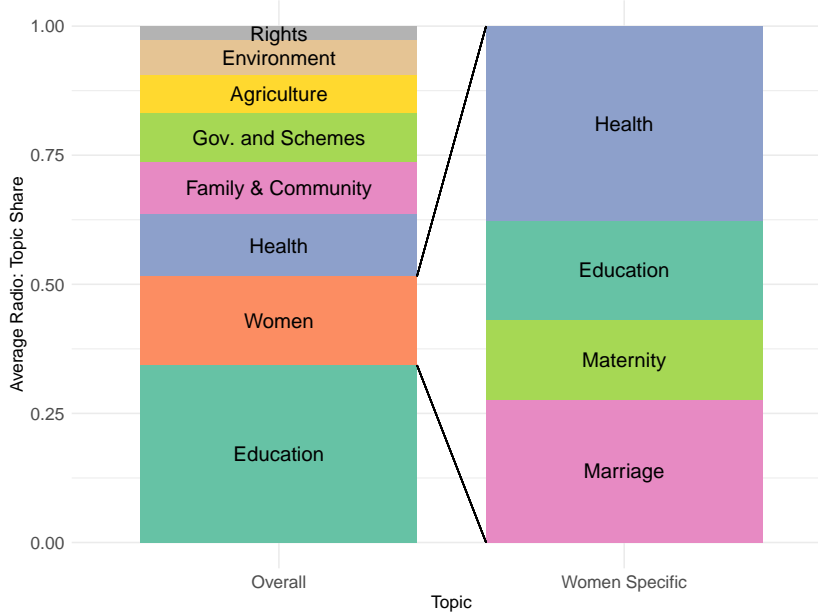 Average Radio: Topic Share
1.00
0.75
0.50
0.25
0.00
Rights
Environment
Agriculture
Gov. and Schemes
Family & Community
Health
Women
Education
Health
Education
Maternity
Marriage
Overall
Women Specific
Topic